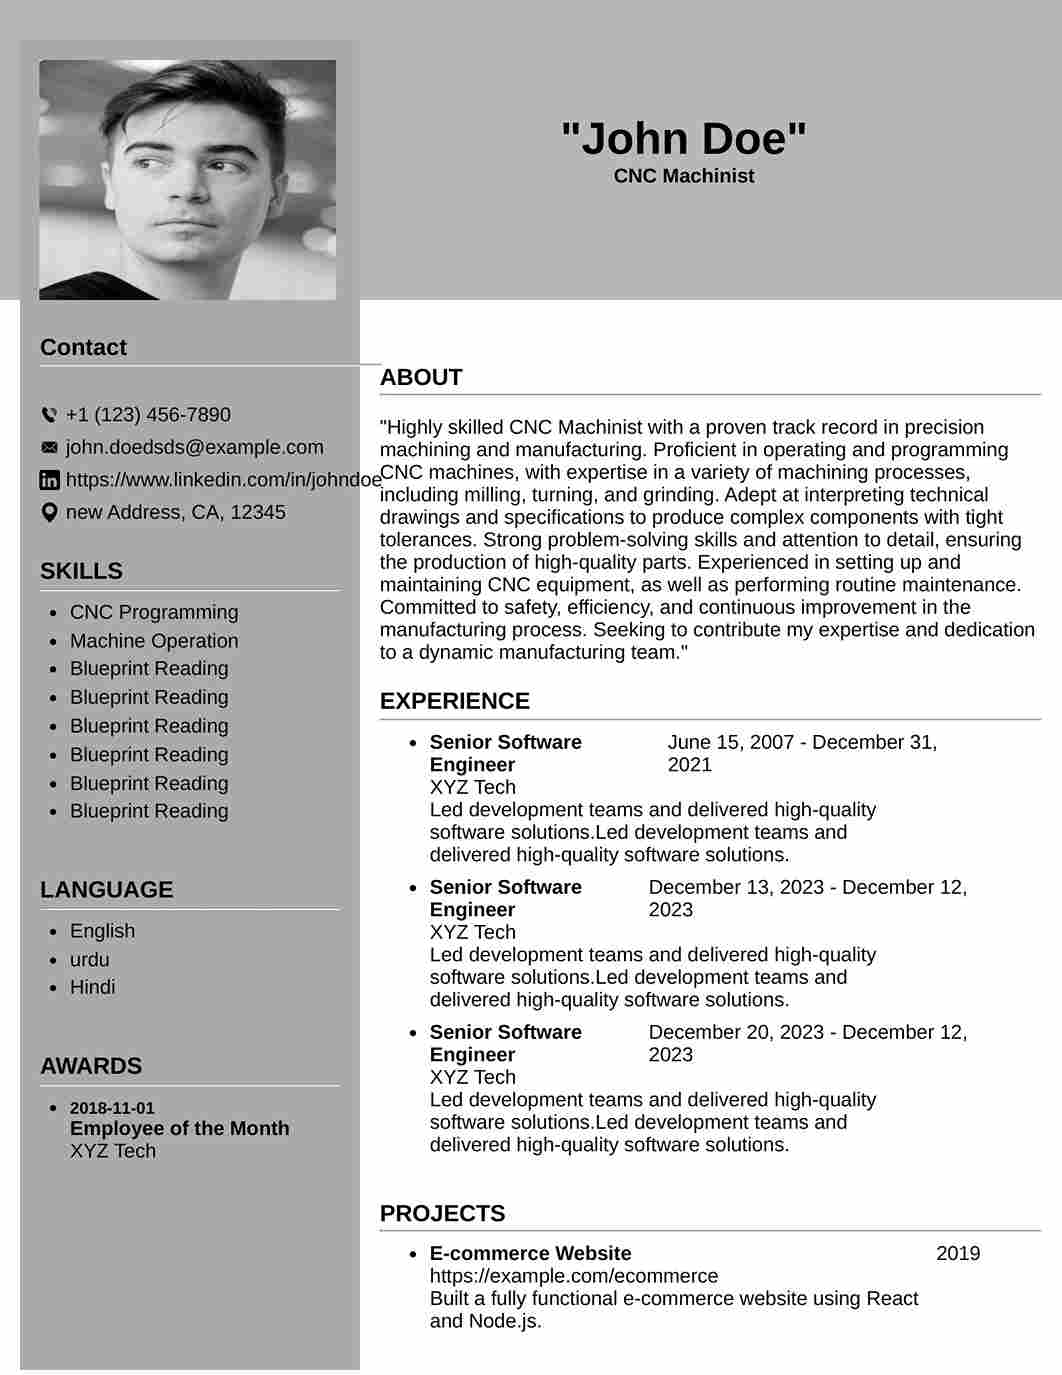 "John Doe"
CNC Machinist
Contact
+1 (123) 456-7890
john.doedsds@example.com
https://www.linkedin.com/in/johndoe
new Address, CA, 12345
SKILLS
• CNC Programming
• Machine Operation
• Blueprint Reading
• Blueprint Reading
• Blueprint Reading
• Blueprint Reading
• Blueprint Reading
• Blueprint Reading
LANGUAGE
• English
• urdu
• Hindi
AWARDS
• 2018-11-01
Employee of the Month
XYZ Tech
ABOUT
"Highly skilled CNC Machinist with a proven track record in precision
machining and manufacturing. Proficient in operating and programming
CNC machines, with expertise in a variety of machining processes,
including milling, turning, and grinding. Adept at interpreting technical
drawings and specifications to produce complex components with tight
tolerances. Strong problem-solving skills and attention to detail, ensuring
the production of high-quality parts. Experienced in setting up and
maintaining CNC equipment, as well as performing routine maintenance.
Committed to safety, efficiency, and continuous improvement in the
manufacturing process. Seeking to contribute my expertise and dedication
to a dynamic manufacturing team."
EXPERIENCE
• Senior Software June 15, 2007 - December 31,
Engineer 2021
XYZ Tech
Led development teams and delivered high-quality
software solutions.Led development teams and
delivered high-quality software solutions.
• Senior Software December 13, 2023 - December 12,
Engineer 2023
XYZ Tech
Led development teams and delivered high-quality
software solutions.Led development teams and
delivered high-quality software solutions.
• Senior Software December 20, 2023 - December 12,
Engineer 2023
XYZ Tech
Led development teams and delivered high-quality
software solutions.Led development teams and
delivered high-quality software solutions.
PROJECTS
• E-commerce Website 2019
https://example.com/ecommerce
Built a fully functional e-commerce website using React
and Node.js.